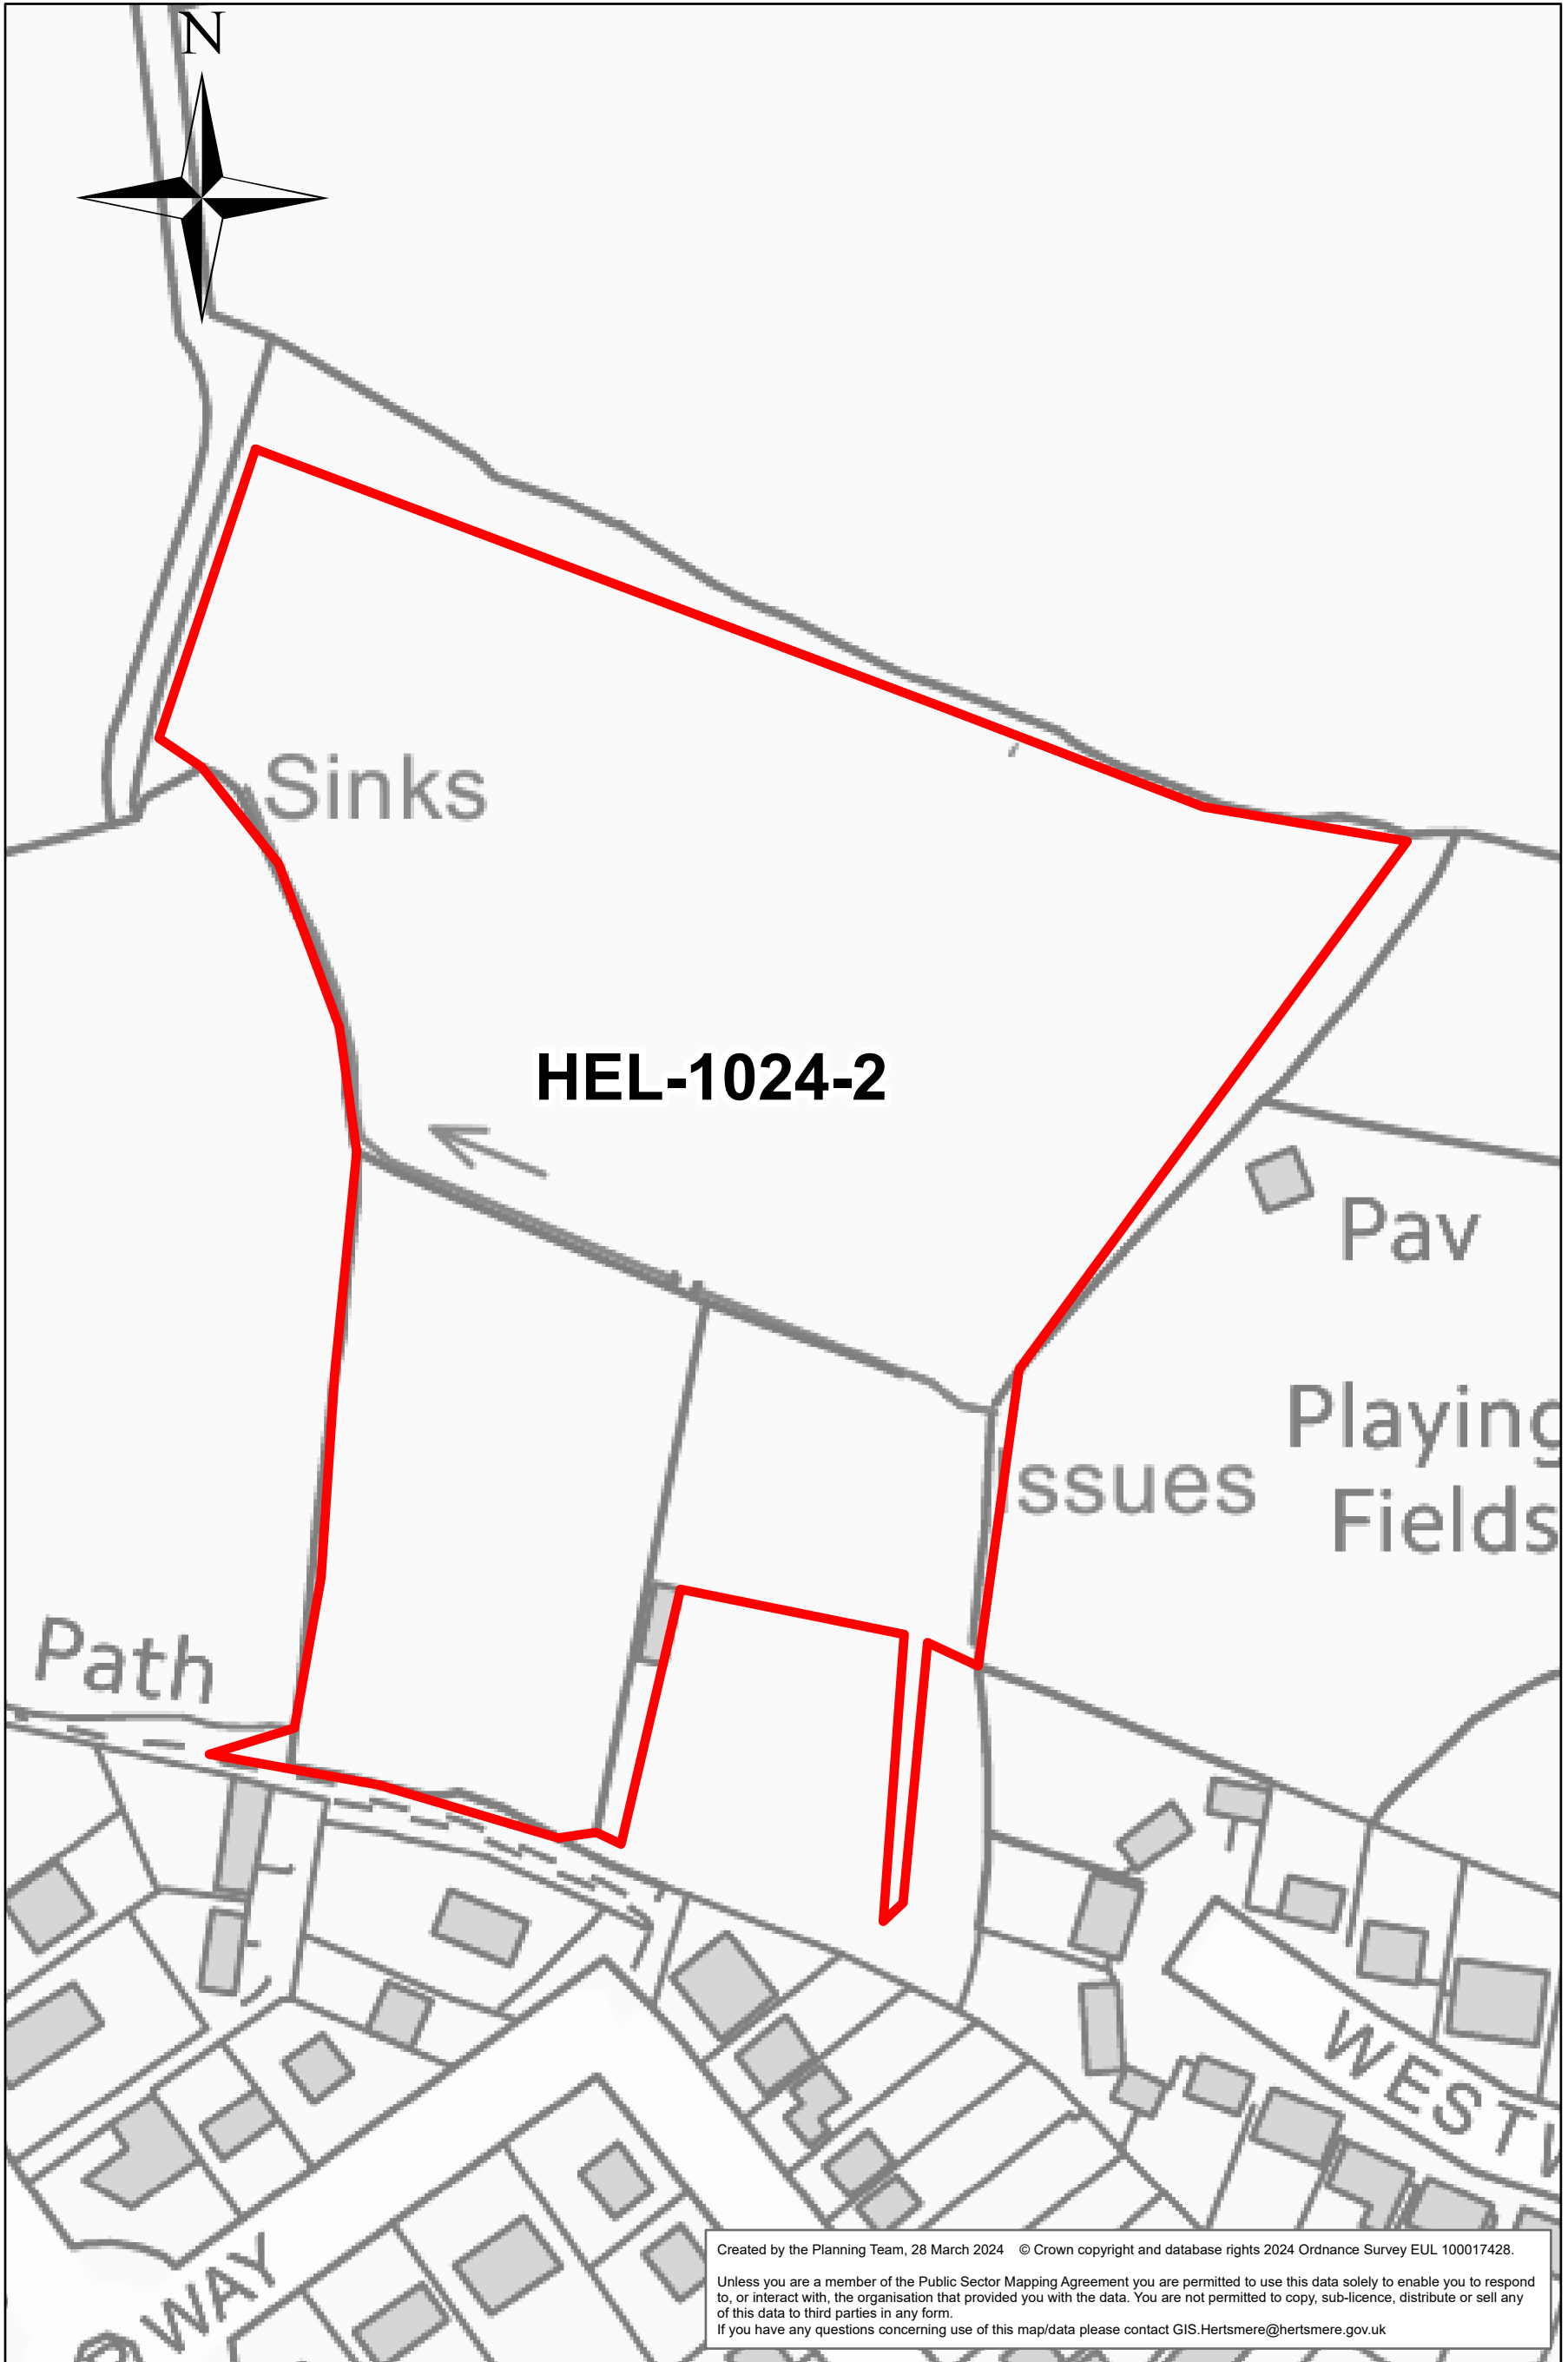 N
Sinks
HEL-1024-2
Pav
Playing
ssues
Fields
Path
WEST
WAY
Created by the Planning Team, 28 March 2024 © Crown copyright and database rights 2024 Ordnance Survey EUL 100017428.
Unless you are a member of the Public Sector Mapping Agreement you are permitted to use this data solely to enable you to respond
to, or interact with, the organisation that provided you with the data. You are not permitted to copy, sub-licence, distribute or sell any
of this data to third parties in any form.
If you have any questions concerning use of this map/data please contact GIS.Hertsmere@hertsmere.gov.uk